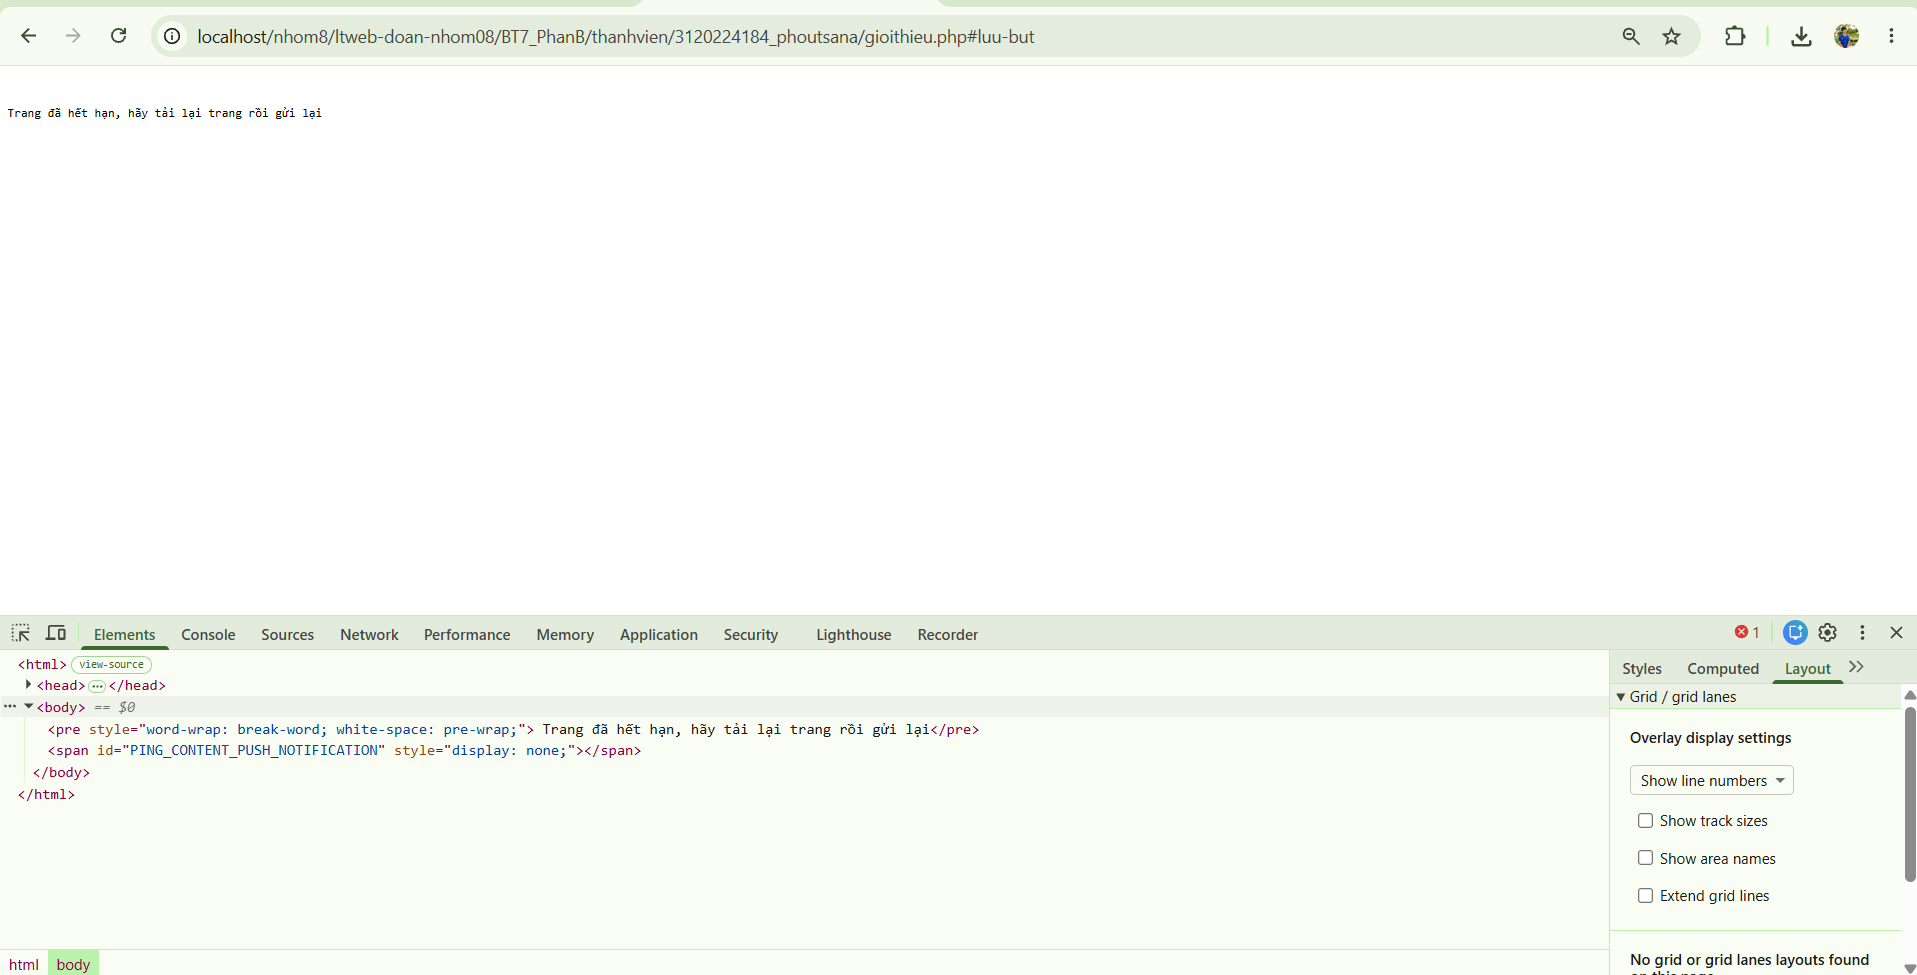 localhost/nhom8/ltweb-doan-nhom08/BT7_PhanB/thanhvien/3120224184_phoutsana/gioithieu.php#luu-but
Trang đã hết hạn, hãy tải lại trang rồi gửi lại
Elements Console Sources Network Performance Memory Application Security Lighthouse Recorder 1
<html> view-source
<head> ... </head>
... <body> == $0
<pre style="word-wrap: break-word; white-space: pre-wrap;"> Trang đã hết hạn, hãy tải lại trang rồi gửi lại</pre>
<span id="PING_CONTENT_PUSH_NOTIFICATION" style="display: none;"></span>
</body>
</html>
html body
Styles Computed Layout
Grid / grid lanes
Overlay display settings
Show line numbers
Show track sizes
Show area names
Extend grid lines
No grid or grid lanes layouts found
on this page